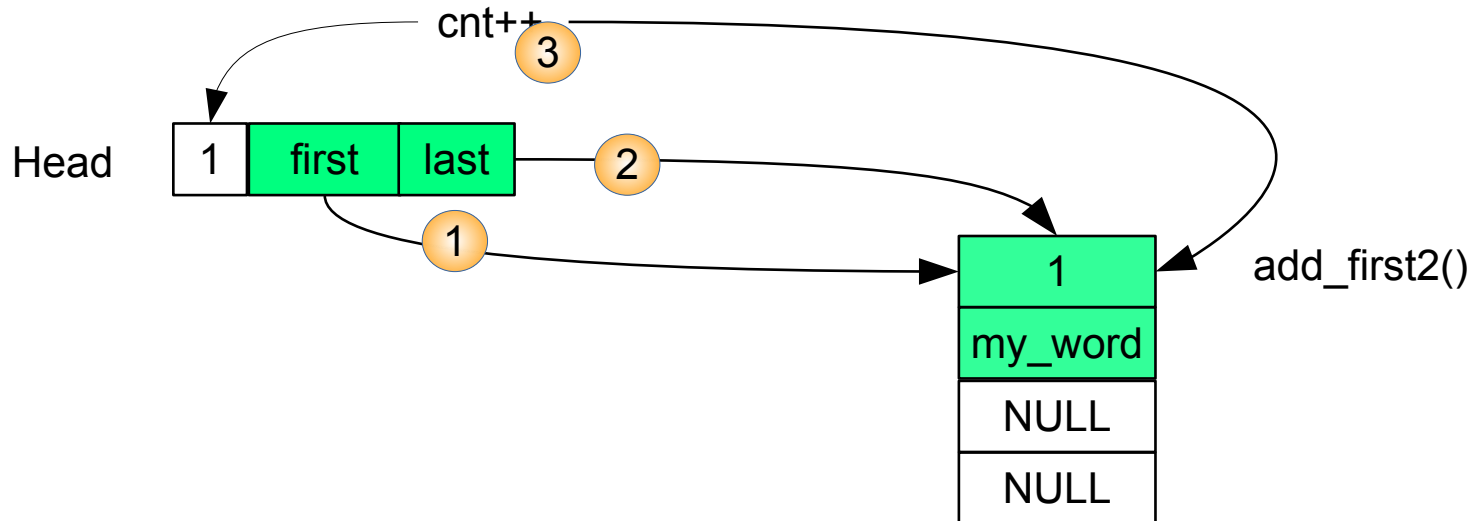 cnt++
3
Head
1 first last
2
1
1
add_first2()
my_word
NULL
NULL